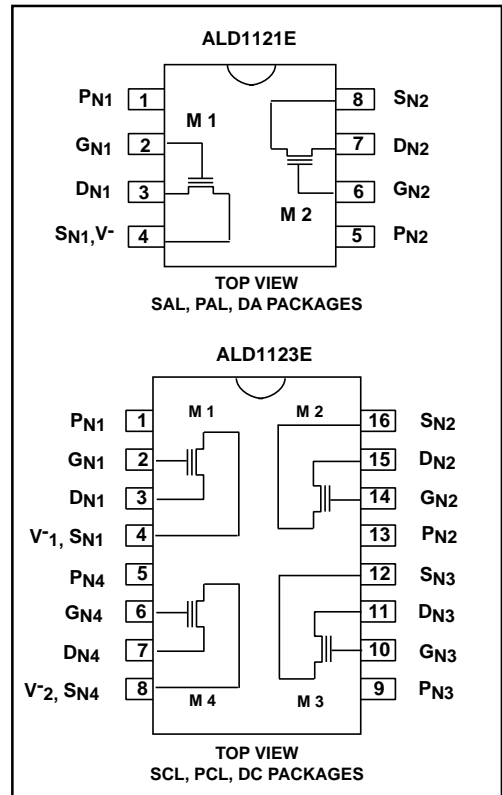 ALD1121E
PN1 1 8 SN2
M 1
GN1 2 7 DN2
DN1 3 6 GN2
M 2
SN1,V- 4 5 PN2
TOP VIEW
SAL, PAL, DA PACKAGES
ALD1123E
M 1 M 2
PN1 1 16 SN2
GN1 2 15 DN2
DN1 3 14 GN2
V-1, SN1 4 13 PN2
PN4 5 12 SN3
GN4 6 11 DN3
DN4 7 10 GN3
V-2, SN4 8 9 PN3
M 4 M 3
TOP VIEW
SCL, PCL, DC PACKAGES